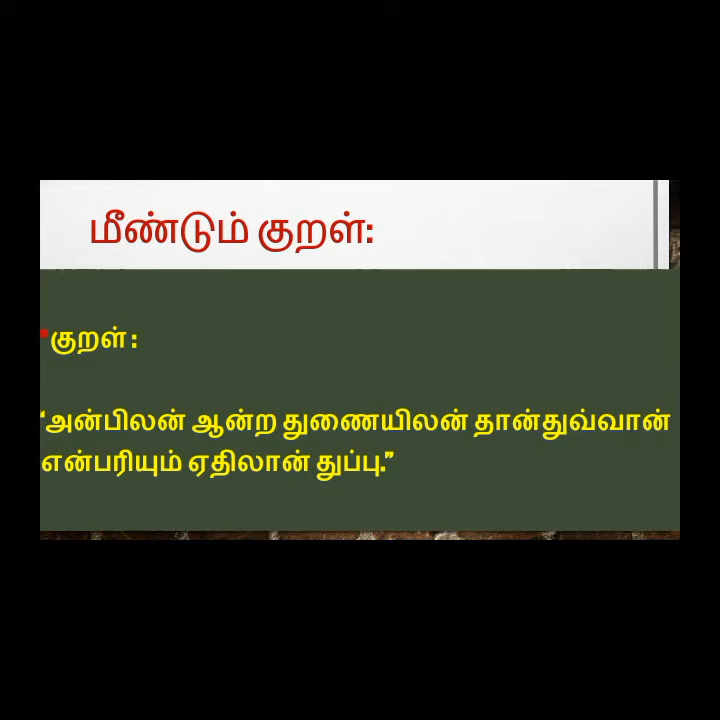 மீண்டும் குறள்:
*குறள் :
“அன்பிலன் ஆன்ற துணையிலன் தான்துவ்வான்
என்பரியும் ஏதிலான் துப்பு.”